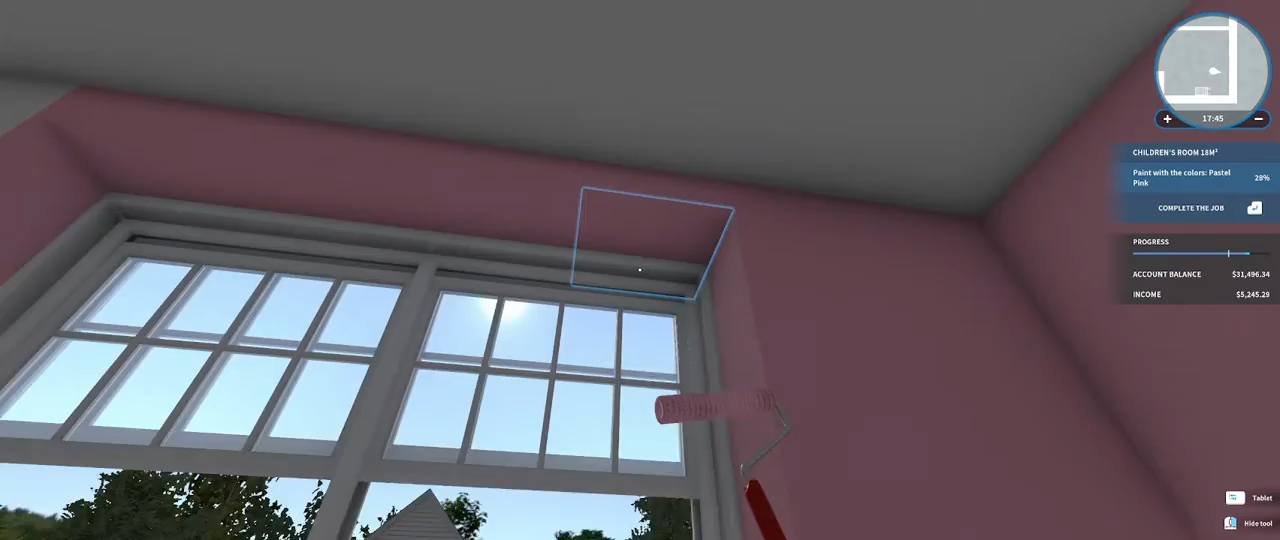 + 17:45 −
CHILDREN'S ROOM 18M²
Paint with the colors: Pastel Pink 28%
COMPLETE THE JOB
PROGRESS
ACCOUNT BALANCE $31,496.34
INCOME $5,245.29
Tablet
Hide tool